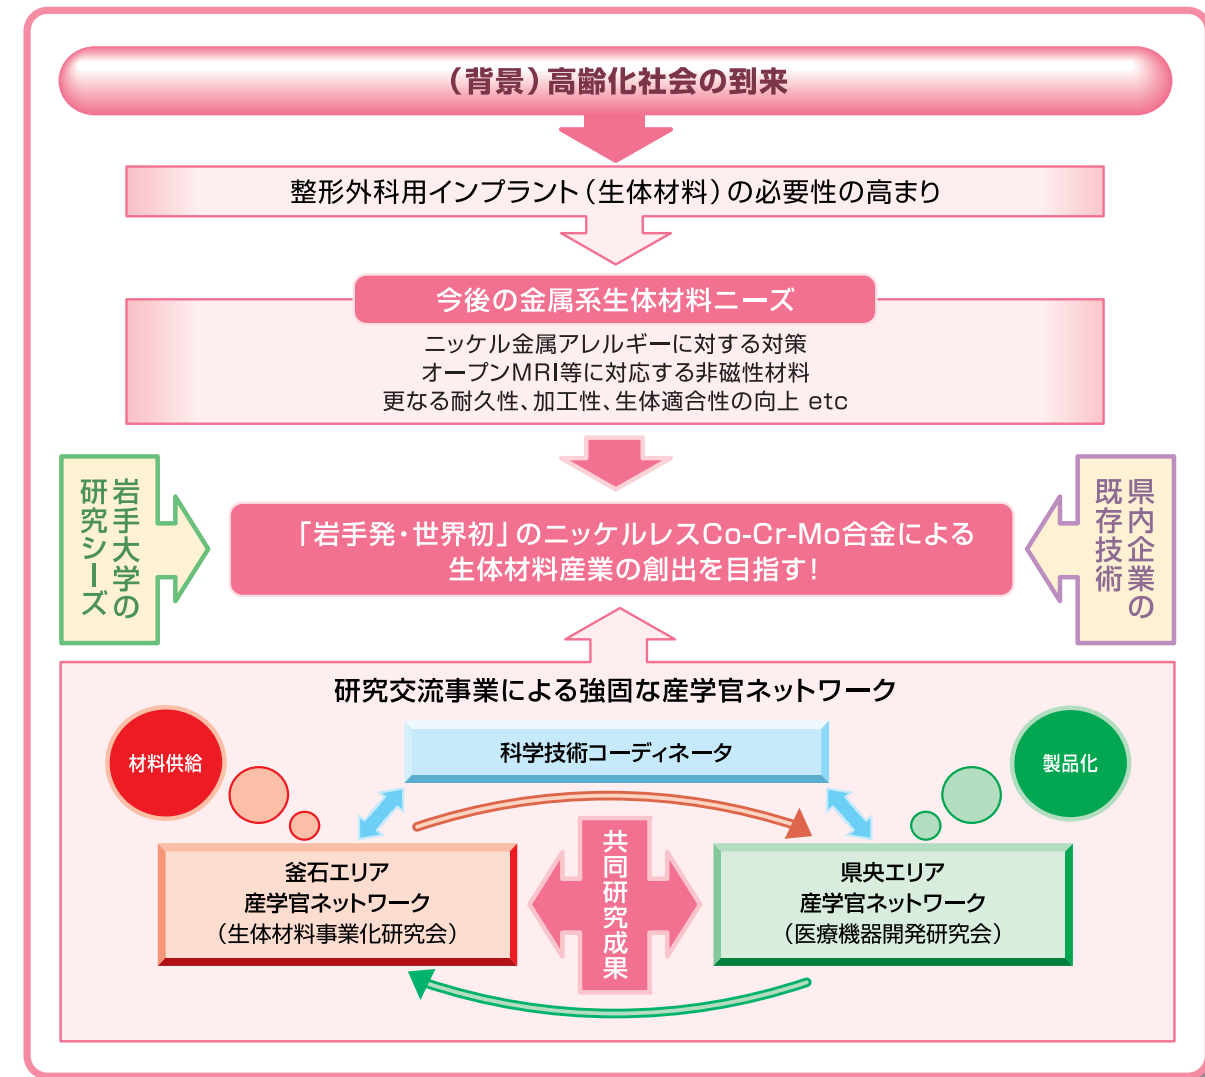 （背景）高齢化社会の到来
整形外科用インプラント（生体材料）の必要性の高まり
今後の金属系生体材料ニーズ
ニッケル金属アレルギーに対する対策
オープンMRI等に対応する非磁性材料
更なる耐久性、加工性、生体適合性の向上 etc
岩手大学の
研究シーズ
「岩手発・世界初」のニッケルレスCo-Cr-Mo合金による
生体材料産業の創出を目指す！
県内企業の
既存技術
研究交流事業による強固な産学官ネットワーク
材料供給
科学技術コーディネータ
製品化
釜石エリア
産学官ネットワーク
（生体材料事業化研究会）
共同研究成果
県央エリア
産学官ネットワーク
（医療機器開発研究会）